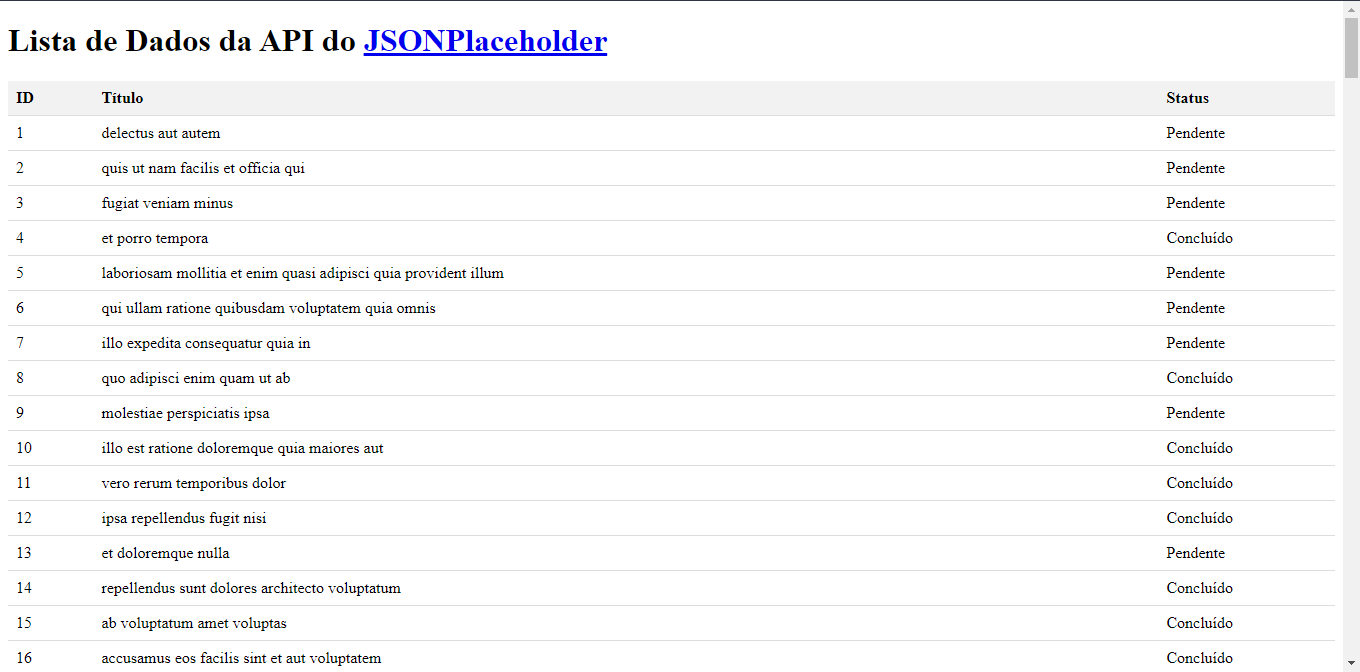 Lista de Dados da API do JSONPlaceholder
ID Título Status
1 delectus aut autem Pendente
2 quis ut nam facilis et officia qui Pendente
3 fugiat veniam minus Pendente
4 et porro tempora Concluído
5 laboriosam mollitia et enim quasi adipisci quia provident illum Pendente
6 qui ullam ratione quibusdam voluptatem quia omnis Pendente
7 illo expedita consequatur quia in Pendente
8 quo adipisci enim quam ut ab Concluído
9 molestiae perspiciatis ipsa Pendente
10 illo est ratione doloremque quia maiores aut Concluído
11 vero rerum temporibus dolor Concluído
12 ipsa repellendus fugit nisi Concluído
13 et doloremque nulla Pendente
14 repellendus sunt dolores architecto voluptatum Concluído
15 ab voluptatum amet voluptas Concluído
16 accusamus eos facilis sint et aut voluptatem Concluído